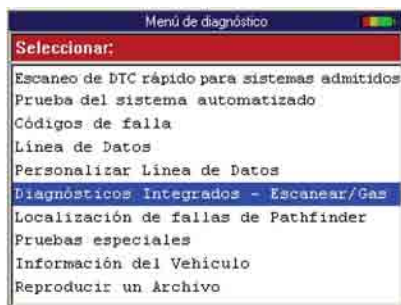 Menú de diagnóstico
Seleccionar:
Escaneo de DTC rápido para sistemas admitidos
Prueba del sistema automatizado
Códigos de falla
Línea de Datos
Personalizar Línea de Datos
Diagnósticos Integrados - Escanear/Gas
Localización de fallas de Pathfinder
Pruebas especiales
Información del Vehículo
Reproducir un Archivo